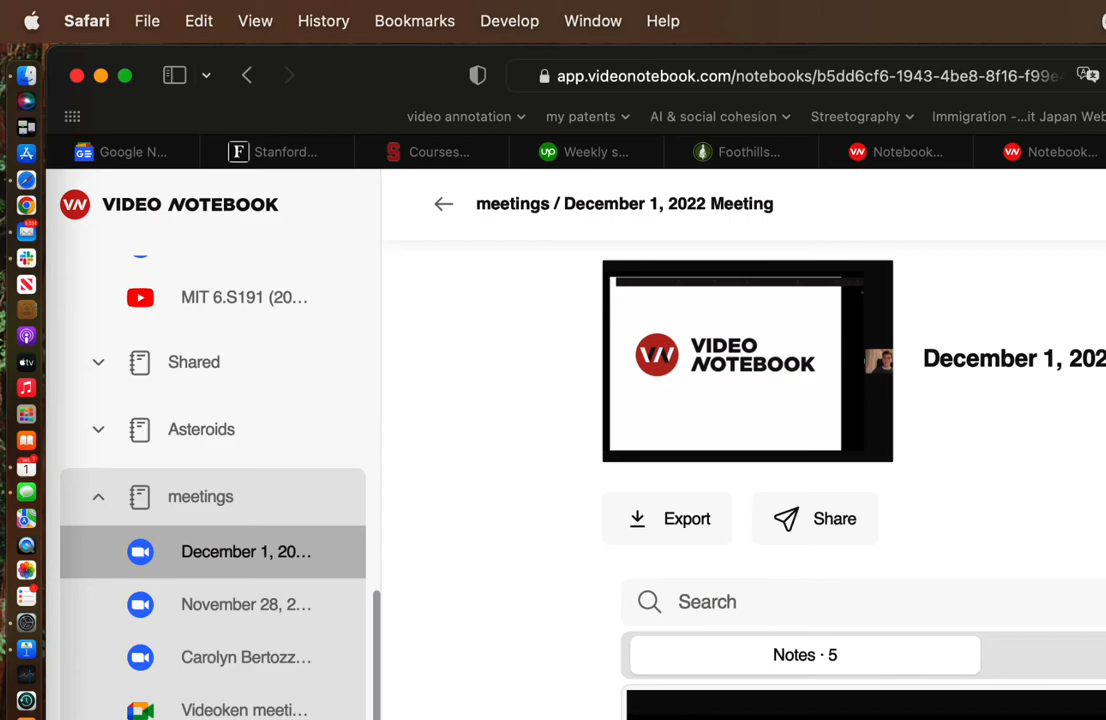 Safari File Edit View History Bookmarks Develop Window Help
app.videonotebook.com/notebooks/b5dd6cf6-1943-4be8-8f16-f99e
video annotation my patents AI & social cohesion Streetography Immigration -...it Japan Web
Google N... Stanford... Courses... Weekly s... Foothills... Notebook... Notebook...
VIDEO NOTEBOOK
meetings / December 1, 2022 Meeting
MIT 6.S191 (20...
VIDEO
NOTEBOOK
December 1, 202
Shared
Asteroids
meetings
Export Share
December 1, 20...
November 28, 2...
Search
Carolyn Bertozz...
Notes · 5
Videoken meeti...